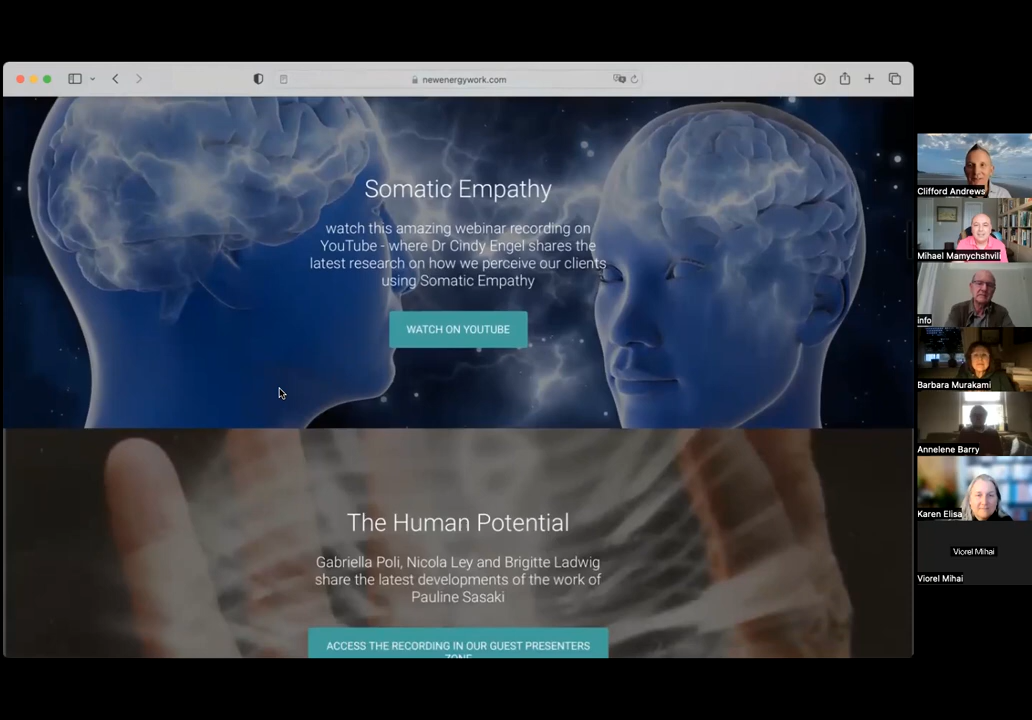 newenergywork.com
Somatic Empathy
watch this amazing webinar recording on
YouTube - where Dr Cindy Engel shares the
latest research on how we perceive our clients
using Somatic Empathy
WATCH ON YOUTUBE
The Human Potential
Gabriella Poli, Nicola Ley and Brigitte Ladwig
share the latest developments of the work of
Pauline Sasaki
ACCESS THE RECORDING IN OUR GUEST PRESENTERS
ZONE
Clifford Andrews
Mihael Mamychshvili
info
Barbara Murakami
Annelene Barry
Karen Elisa
Viorel Mihai
Viorel Mihai